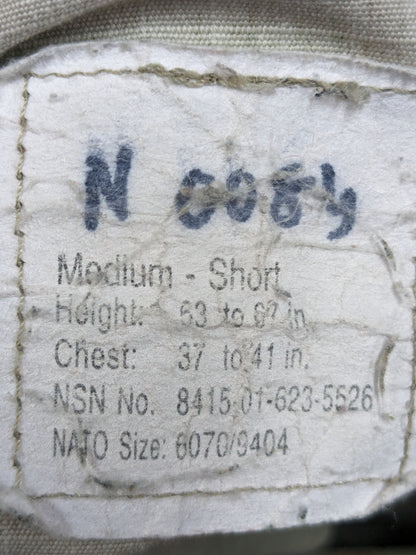 N 0084
Medium - Short
Height: 63 to 67 in.
Chest: 37 to 41 in.
NSN No. 8415-01-623-5526
NATO Size: 6070/9404